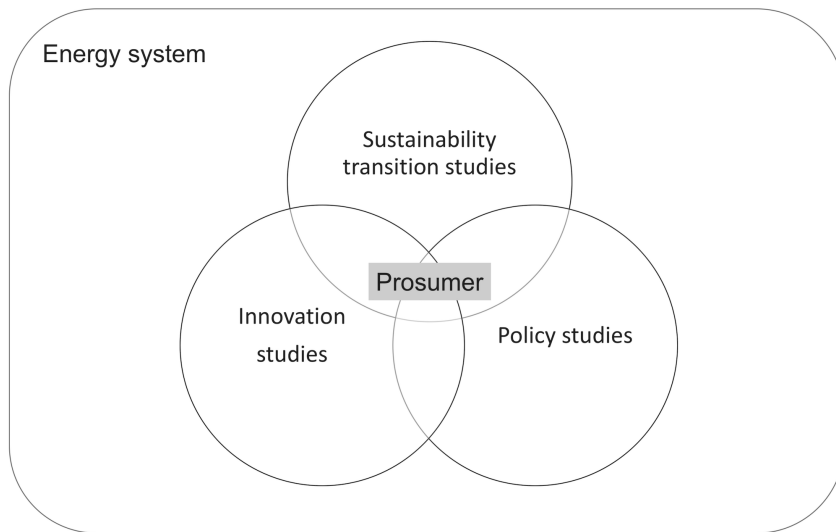 Energy system
Sustainability
transition studies
Prosumer
Innovation
studies
Policy studies